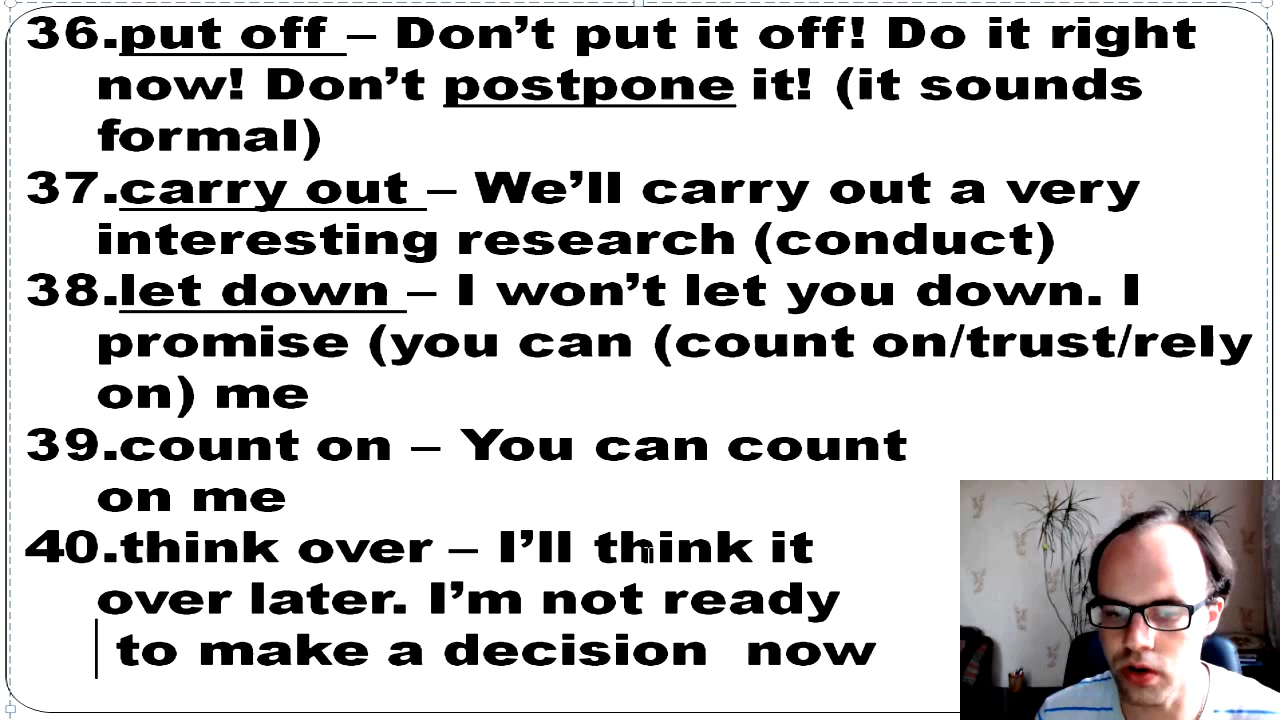 36.put off – Don’t put it off! Do it right
now! Don’t postpone it! (it sounds
formal)
37.carry out – We’ll carry out a very
interesting research (conduct)
38.let down – I won’t let you down. I
promise (you can (count on/trust/rely
on) me
39.count on – You can count
on me
40.think over – I’ll think it
over later. I’m not ready
to make a decision  now